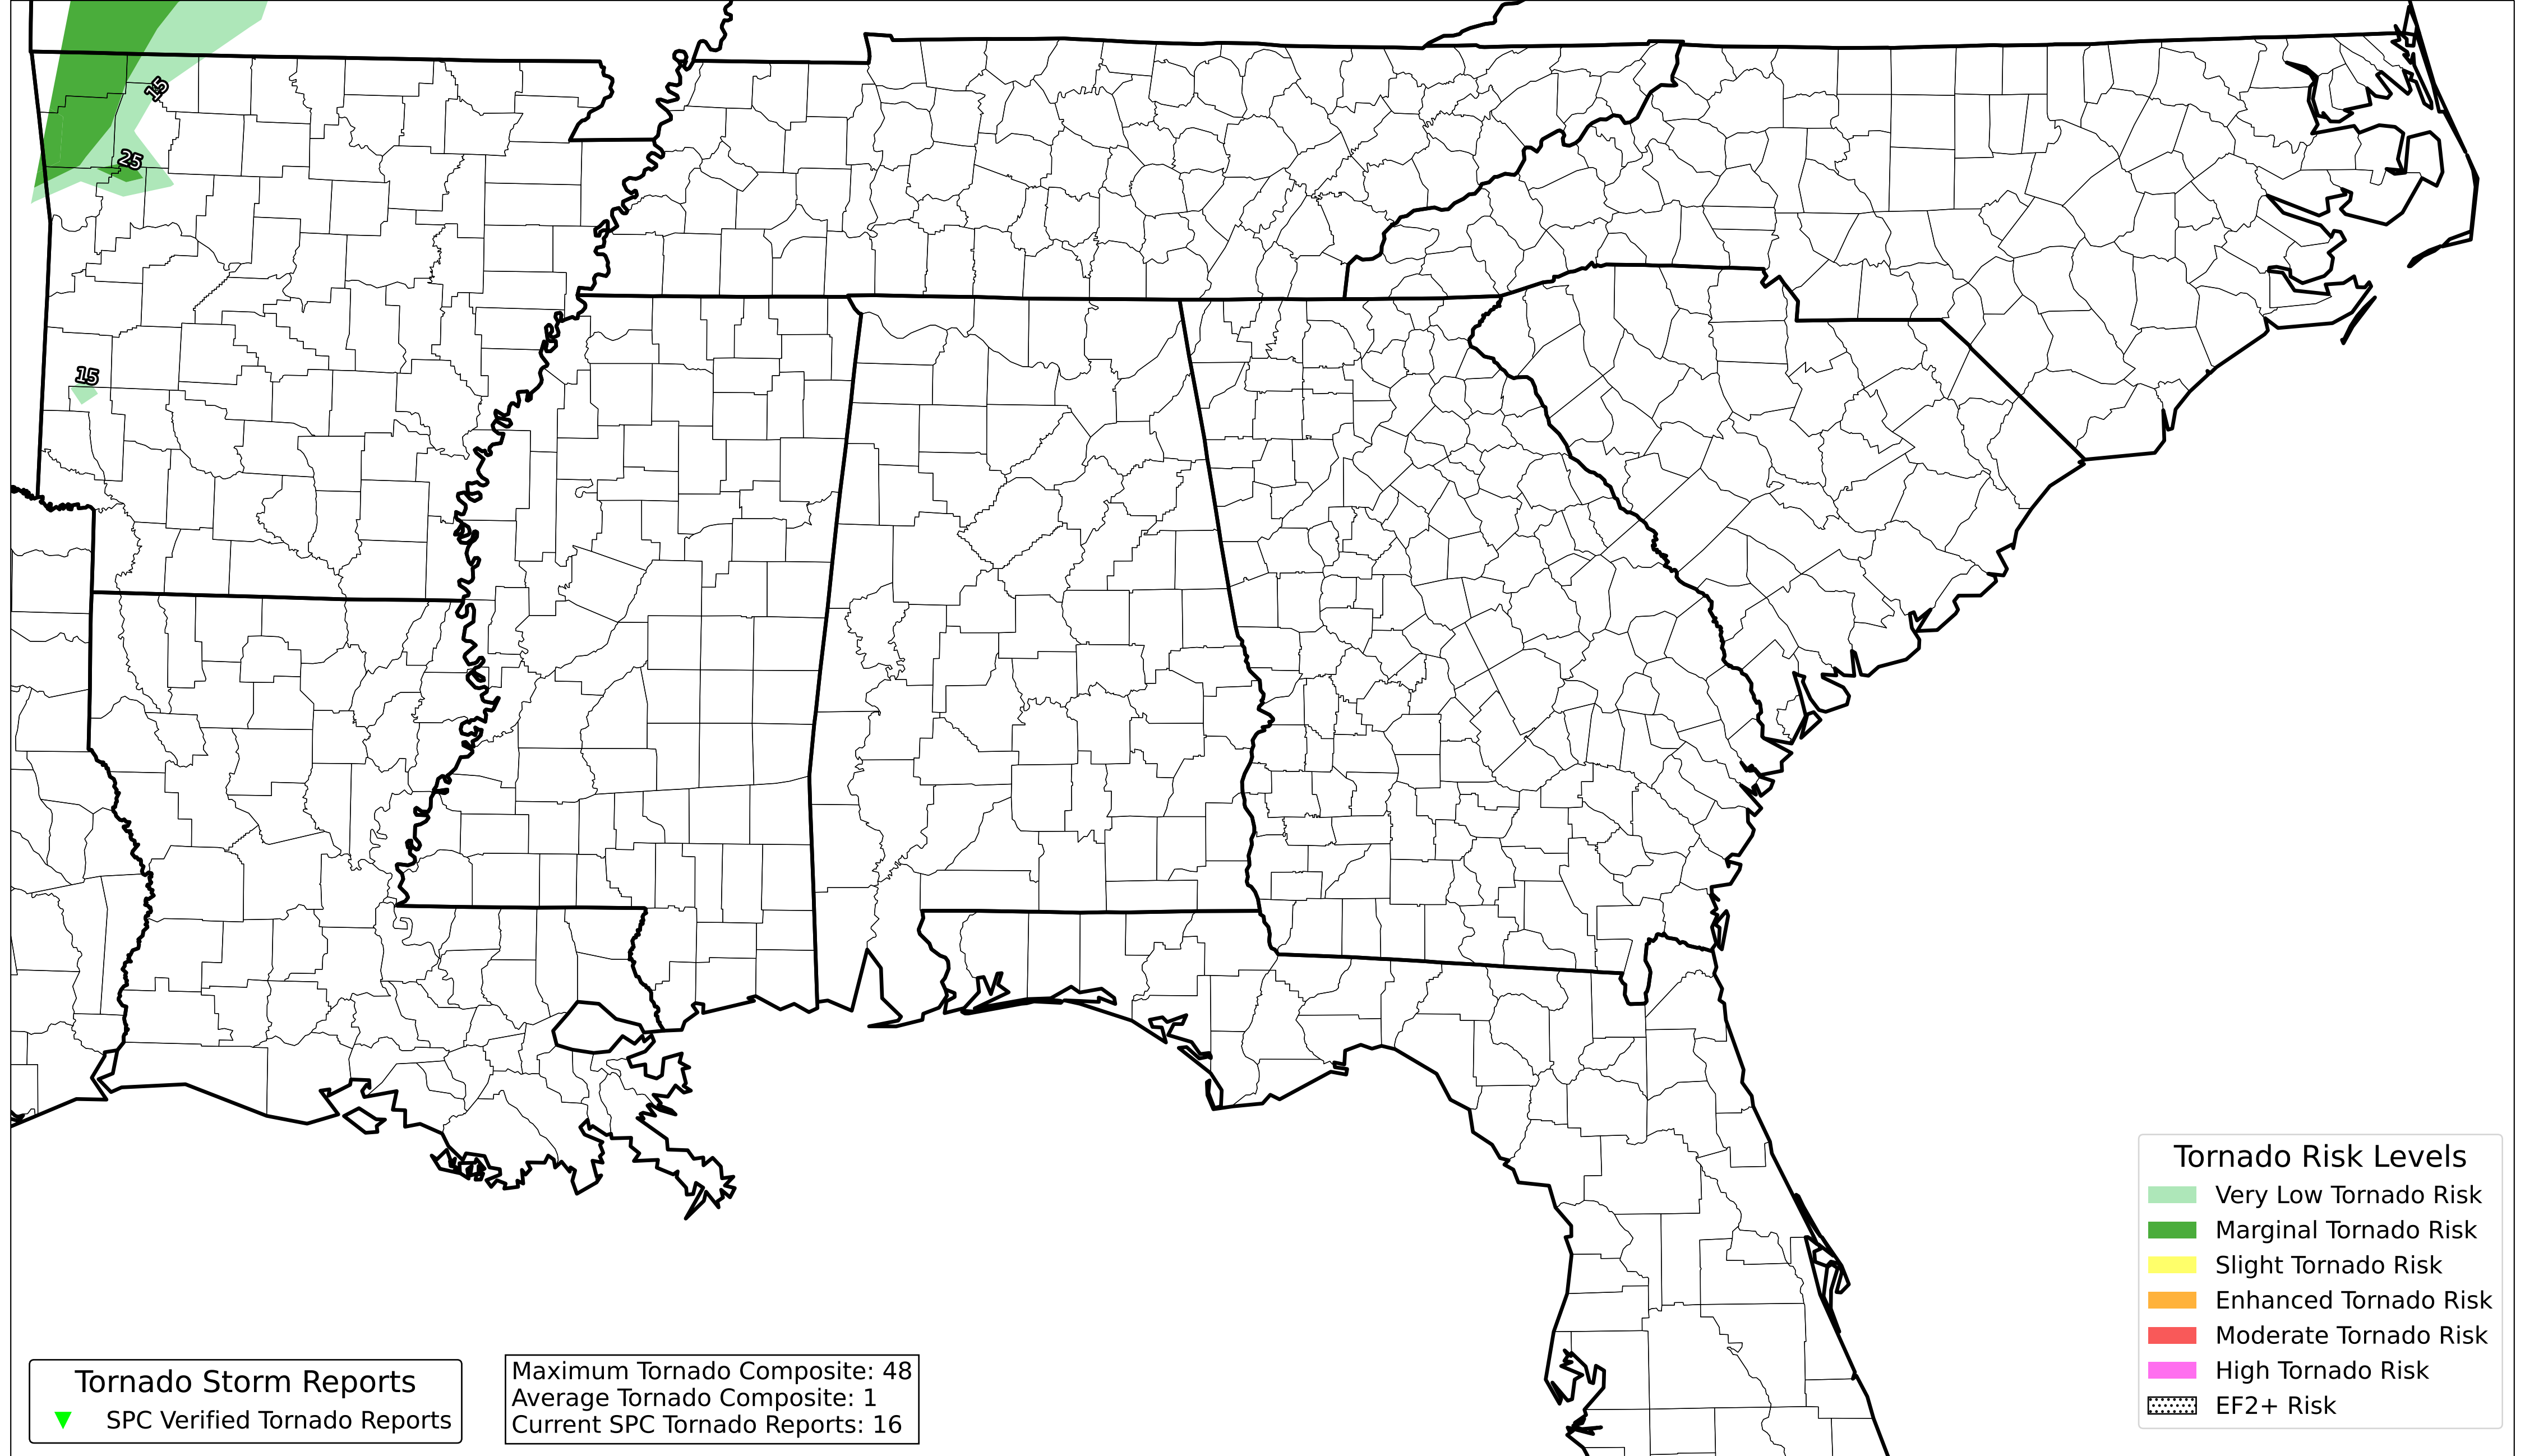 15
25
15
Tornado Risk Levels
Very Low Tornado Risk
Marginal Tornado Risk
Slight Tornado Risk
Enhanced Tornado Risk
Moderate Tornado Risk
High Tornado Risk
EF2+ Risk
Tornado Storm Reports
SPC Verified Tornado Reports
Maximum Tornado Composite: 48
Average Tornado Composite: 1
Current SPC Tornado Reports: 16